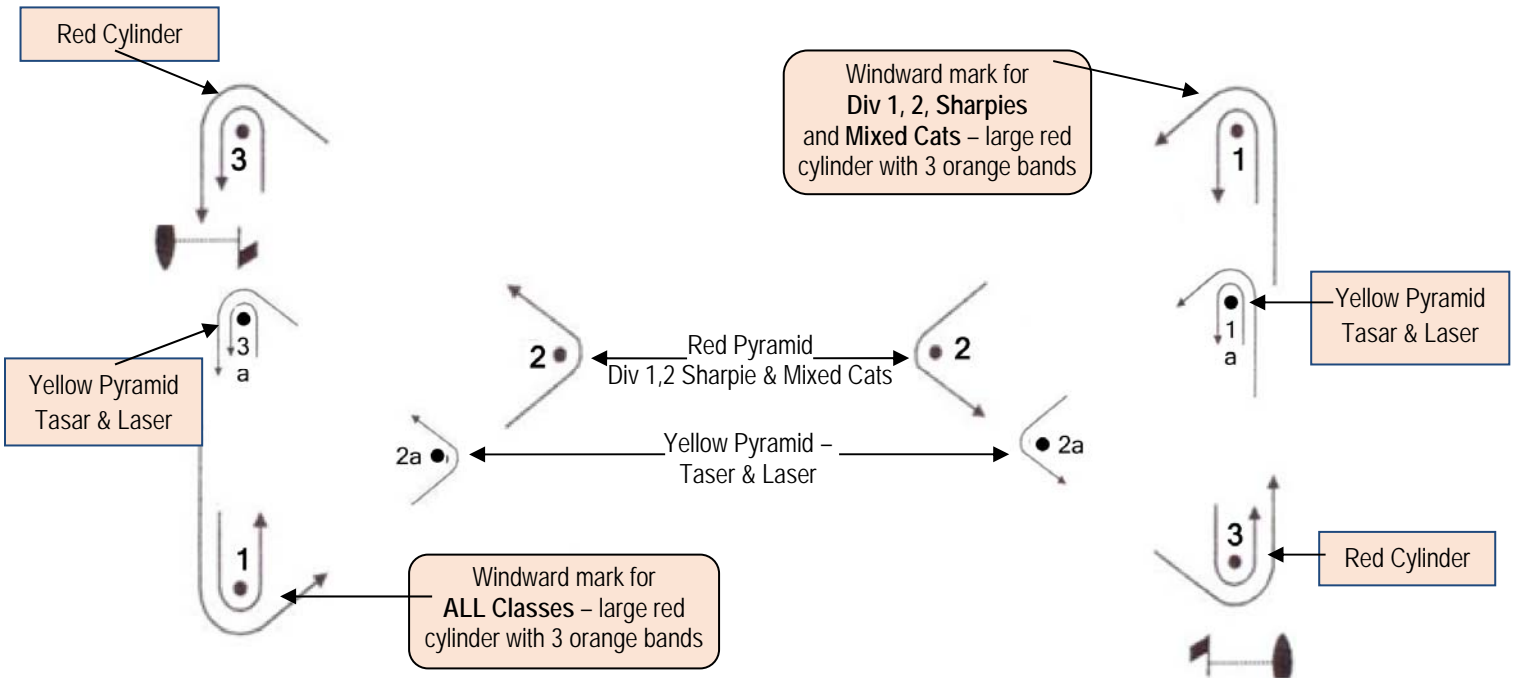 Red Cylinder
Windward mark for
Div 1, 2, Sharpies
and Mixed Cats – large red
cylinder with 3 orange bands
3
1
Yellow Pyramid
Tasar & Laser
3
a
1
a
Yellow Pyramid
Tasar & Laser
2
Red Pyramid
Div 1,2 Sharpie & Mixed Cats
2
2a
Yellow Pyramid –
Taser & Laser
2a
1
Windward mark for
ALL Classes – large red
cylinder with 3 orange bands
3
Red Cylinder